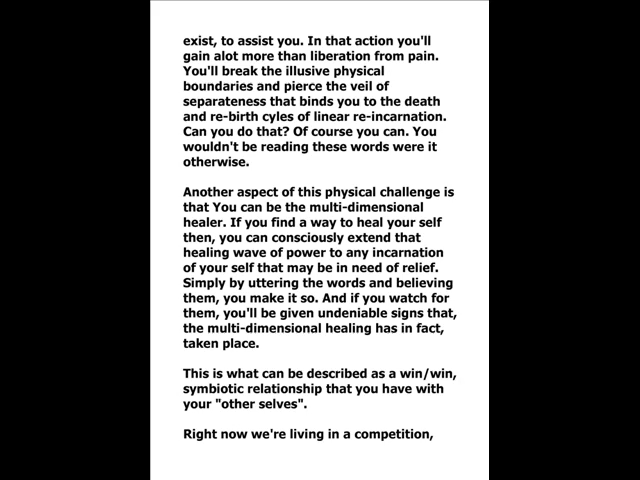 exist, to assist you. In that action you'll
gain alot more than liberation from pain.
You'll break the illusive physical
boundaries and pierce the veil of
separateness that binds you to the death
and re-birth cyles of linear re-incarnation.
Can you do that? Of course you can. You
wouldn't be reading these words were it
otherwise.
Another aspect of this physical challenge is
that You can be the multi-dimensional
healer. If you find a way to heal your self
then, you can consciously extend that
healing wave of power to any incarnation
of your self that may be in need of relief.
Simply by uttering the words and believing
them, you make it so. And if you watch for
them, you'll be given undeniable signs that,
the multi-dimensional healing has in fact,
taken place.
This is what can be described as a win/win,
symbiotic relationship that you have with
your "other selves".
Right now we're living in a competition,